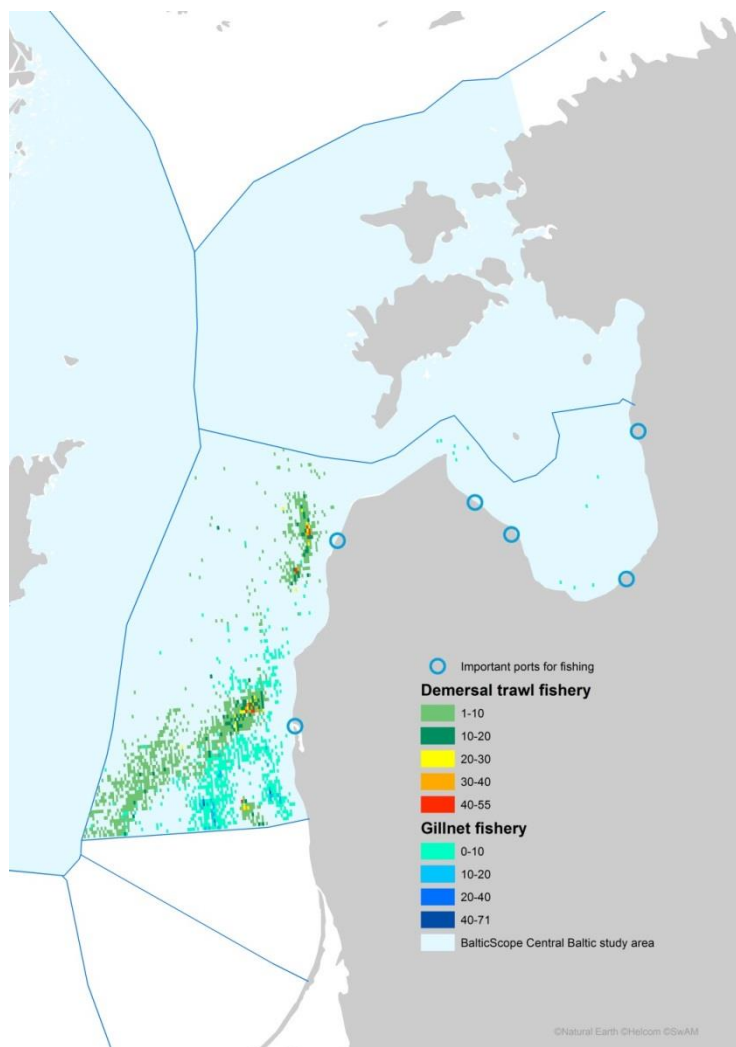 Important ports for fishing
Demersal trawl fishery
1-10
10-20
20-30
30-40
40-55
Gillnet fishery
0-10
10-20
20-40
40-71
BalticScope Central Baltic study area
©Natural Earth ©Helcom ©SwAM